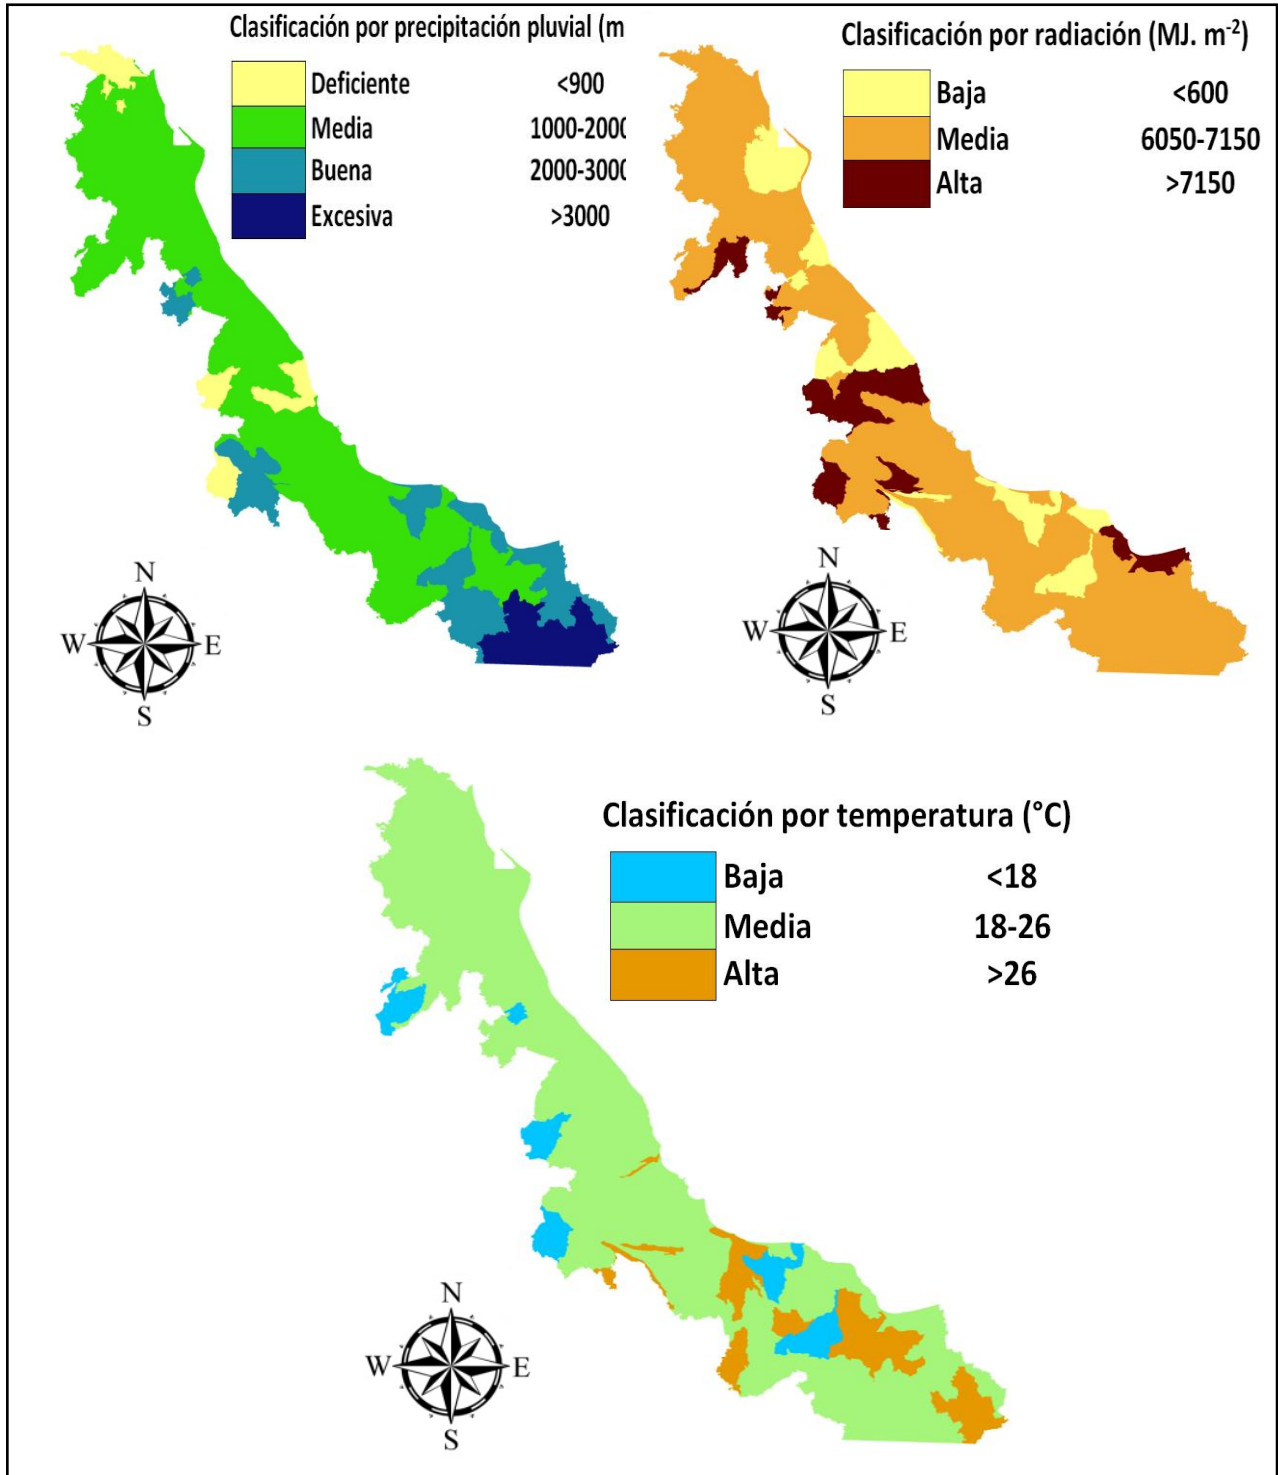 Clasificación por precipitación pluvial (m
Deficiente <900
Media 1000-2000
Buena 2000-3000
Excesiva >3000
N
W E
S
Clasificación por radiación (MJ. m⁻²)
Baja <600
Media 6050-7150
Alta >7150
N
W E
S
Clasificación por temperatura (°C)
Baja <18
Media 18-26
Alta >26
N
W E
S